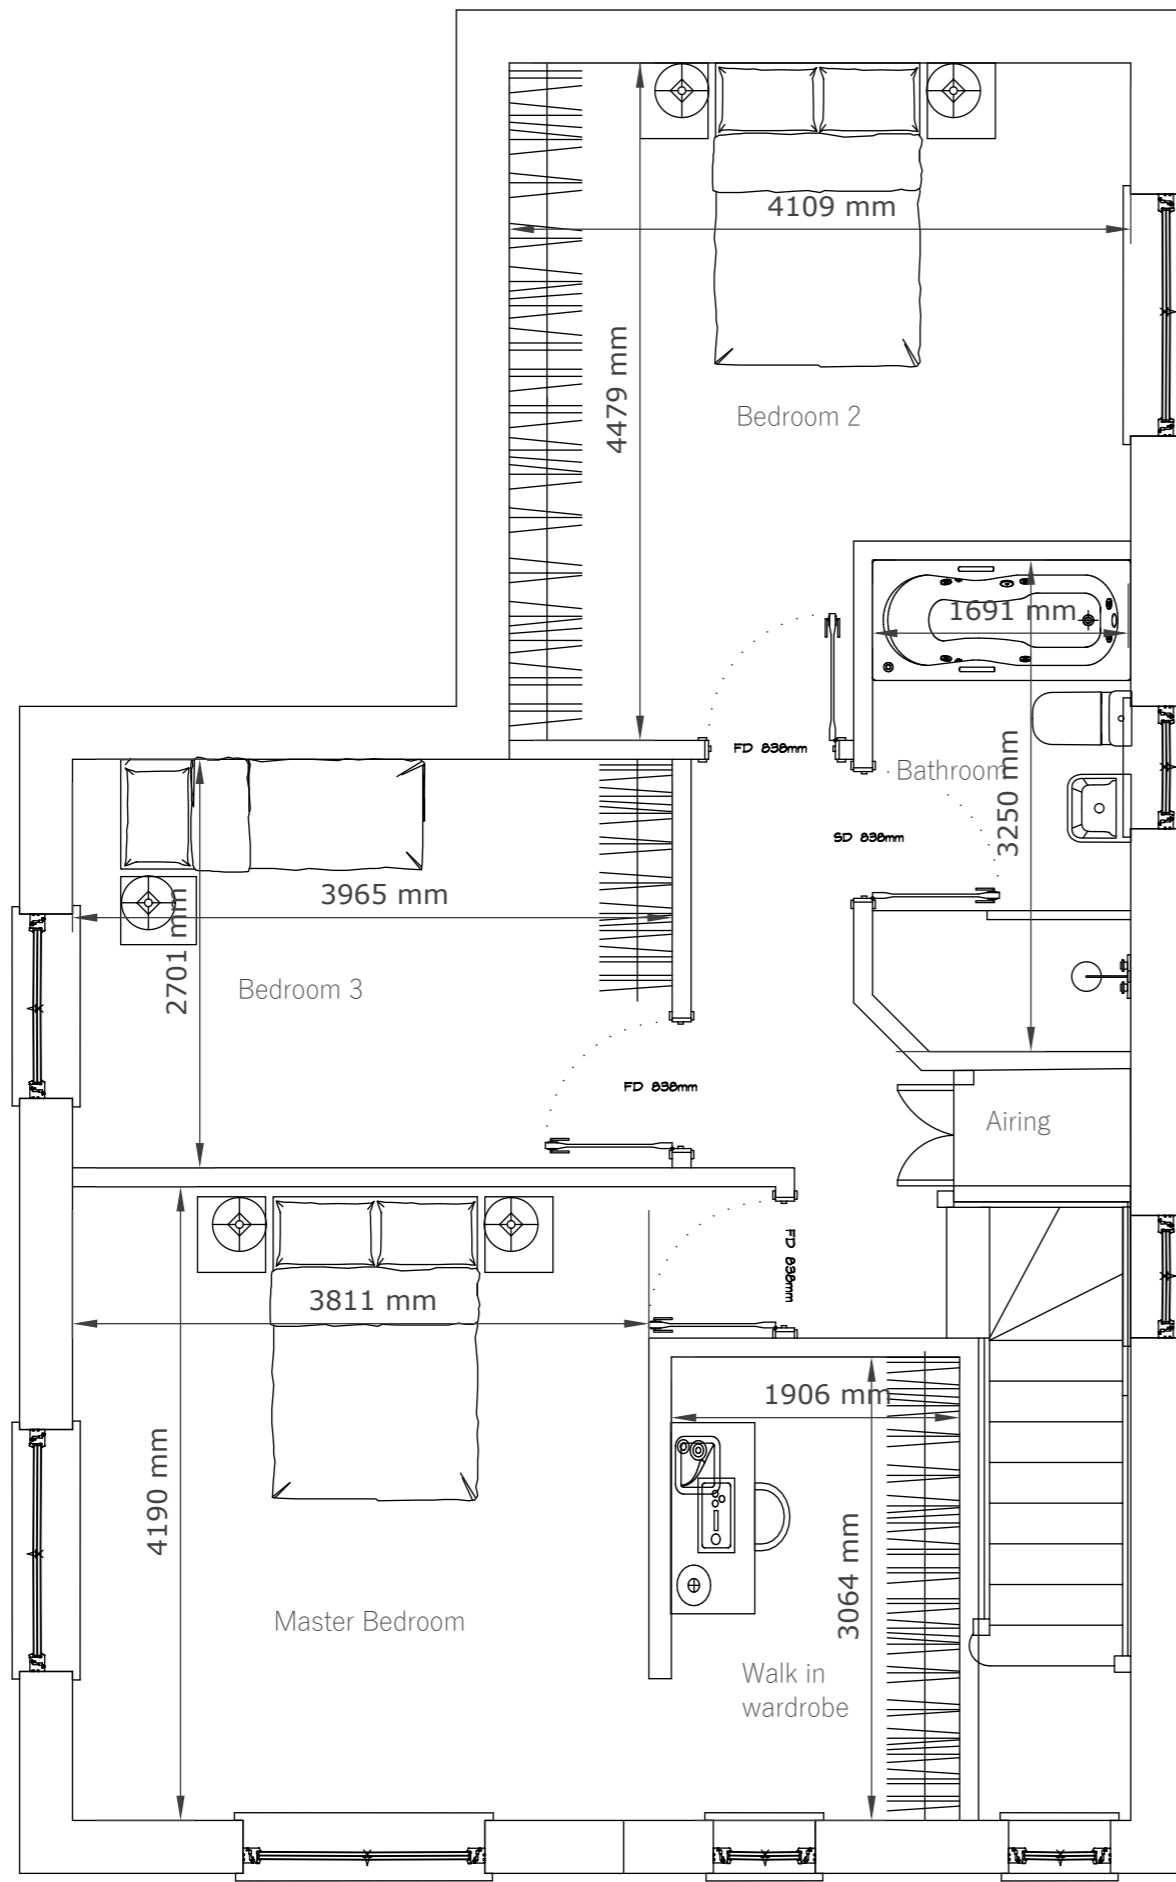 4109 mm
4479 mm
Bedroom 2
1691 mm
FD 838mm
Bathroom
3250 mm
SD 838mm
3965 mm
2701 mm
Bedroom 3
FD 838mm
Airing
FD 838mm
3811 mm
1906 mm
4190 mm
3064 mm
Master Bedroom
Walk in
wardrobe